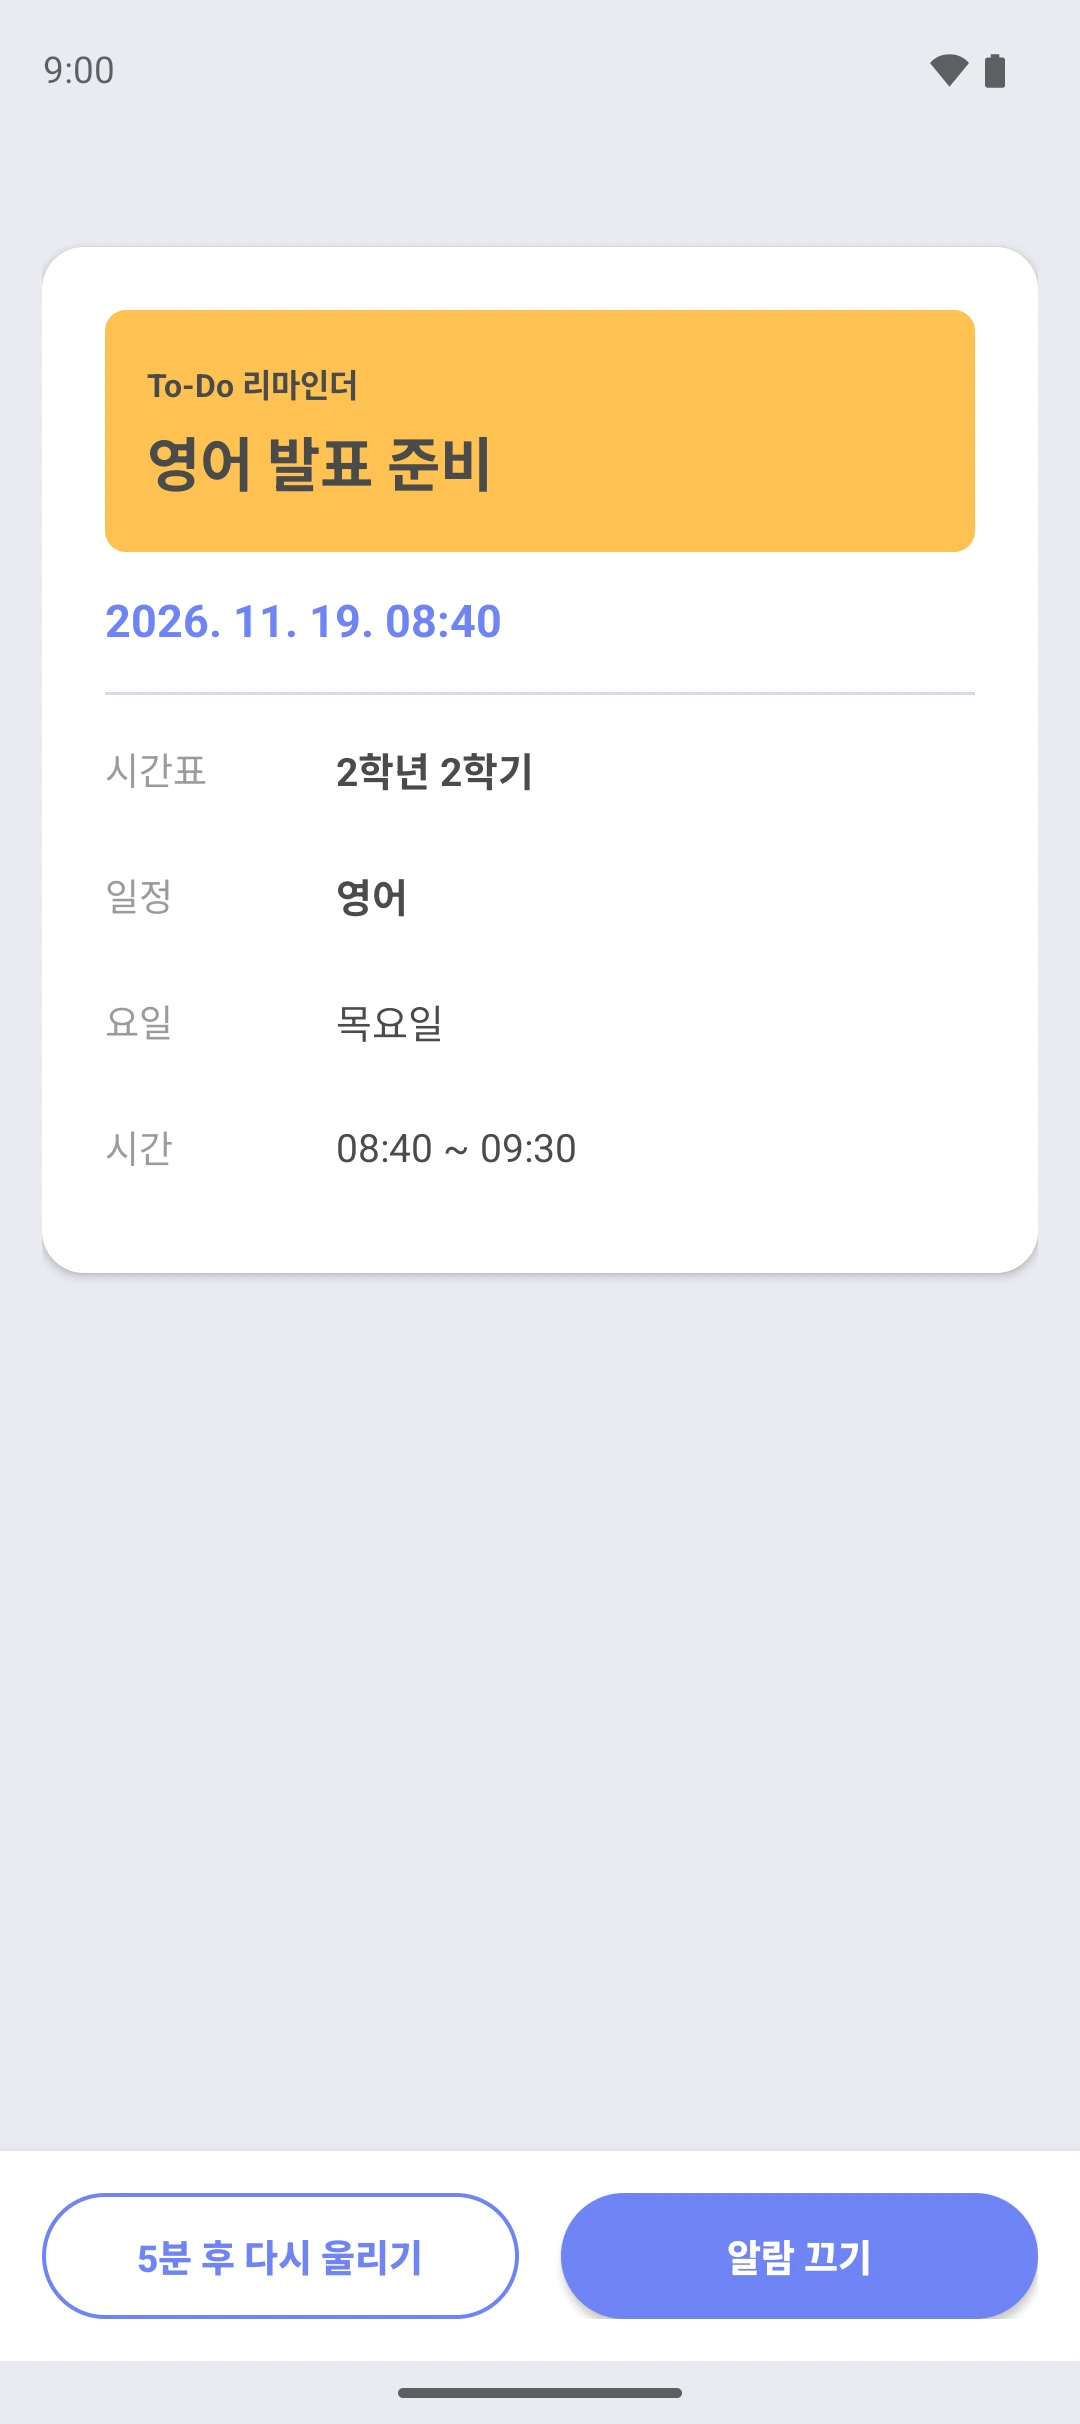 9:00
To-Do 리마인더
영어 발표 준비
2026. 11. 19. 08:40
시간표 2학년 2학기
일정 영어
요일 목요일
시간 08:40 ~ 09:30
5분 후 다시 울리기 알람 끄기